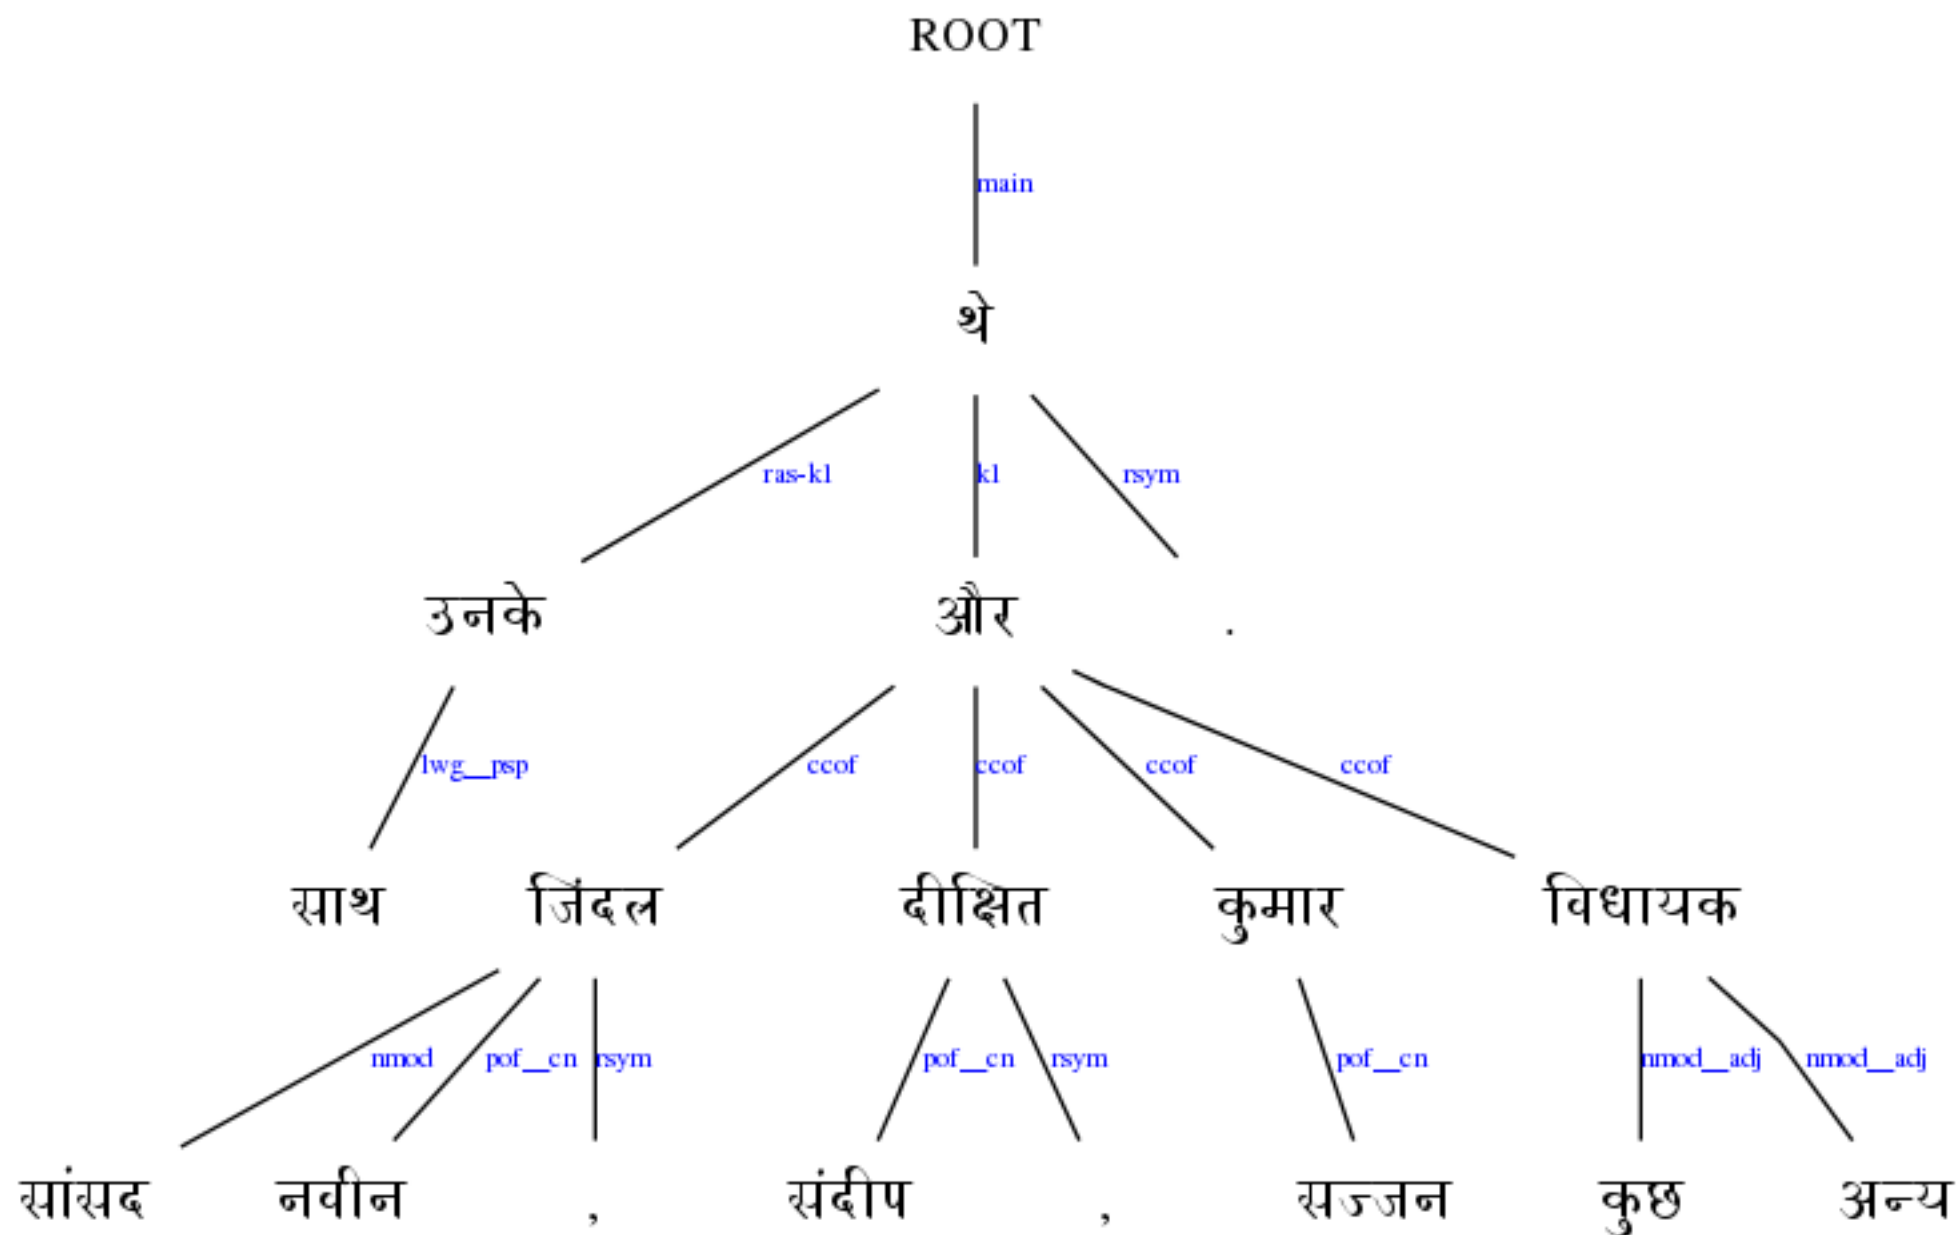 ROOT
main
थे
ras-k1 k1 rsym
उनके और .
lwg__psp ccof ccof ccof ccof
साथ जिंदल दीक्षित कुमार विधायक
nmod pof__cn rsym pof__cn rsym pof__cn nmod__adj nmod__adj
सांसद नवीन , संदीप , सज्जन कुछ अन्य